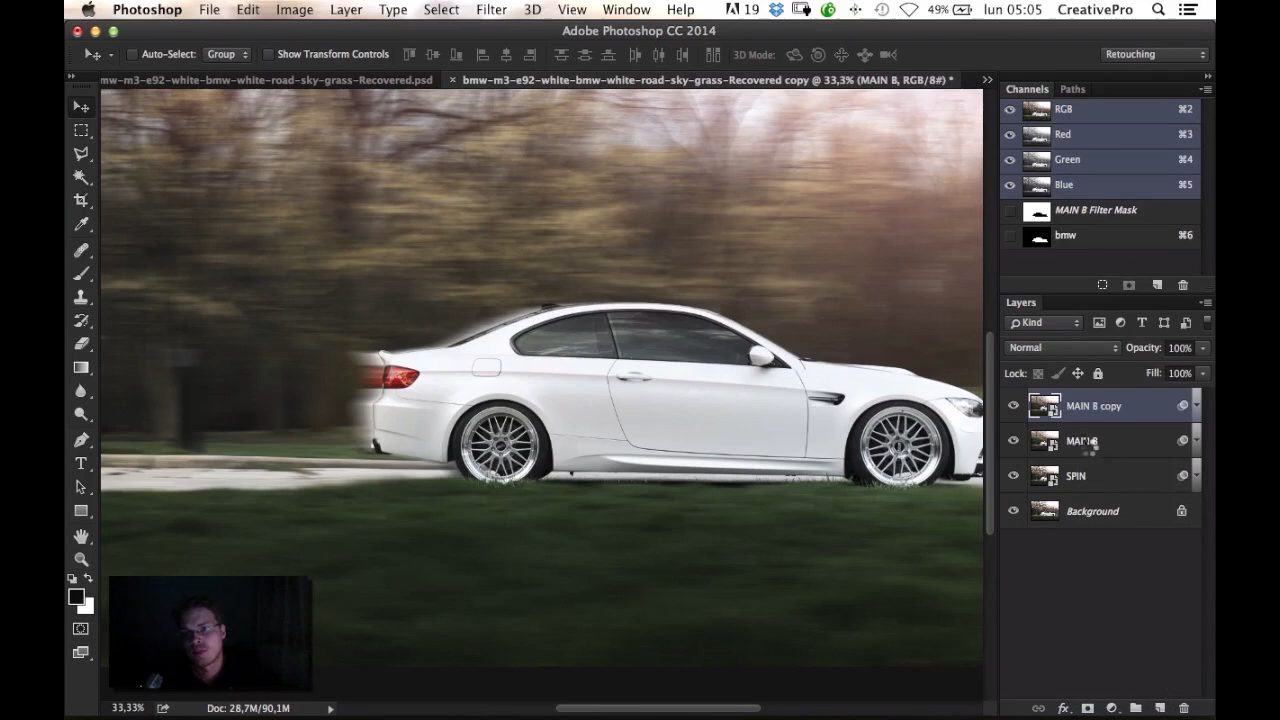 Photoshop File Edit Image Layer Type Select Filter 3D View Window Help 19 49% lun 05:05 CreativePro
Adobe Photoshop CC 2014
Auto-Select: Group Show Transform Controls 3D Mode: Retouching
mw-m3-e92-white-bmw-white-road-sky-grass-Recovered.psd × bmw-m3-e92-white-bmw-white-road-sky-grass-Recovered copy @ 33,3% (MAIN B, RGB/8#) *
Channels Paths
RGB ⌘2
Red ⌘3
Green ⌘4
Blue ⌘5
MAIN B Filter Mask
bmw ⌘6
Layers
Kind
Normal Opacity: 100%
Lock: Fill: 100%
MAIN B copy
SPIN
Background
33,33% Doc: 28,7M/90,1M
fx